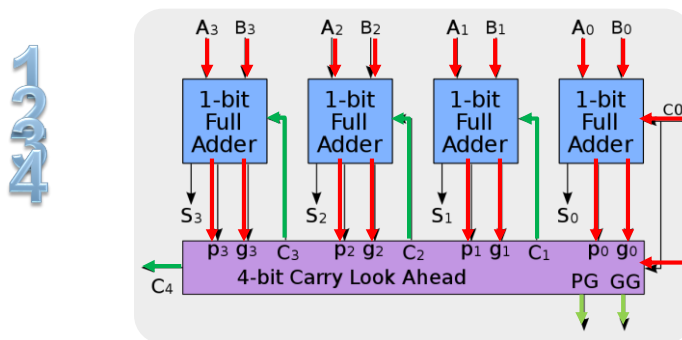 1
2
3
4
A3 B3 A2 B2 A1 B1 A0 B0
1-bit Full Adder
1-bit Full Adder
1-bit Full Adder
1-bit Full Adder
C0
S3 S2 S1 S0
p3 g3 C3 p2 g2 C2 p1 g1 C1 p0 g0
4-bit Carry Look Ahead
PG GG
C4